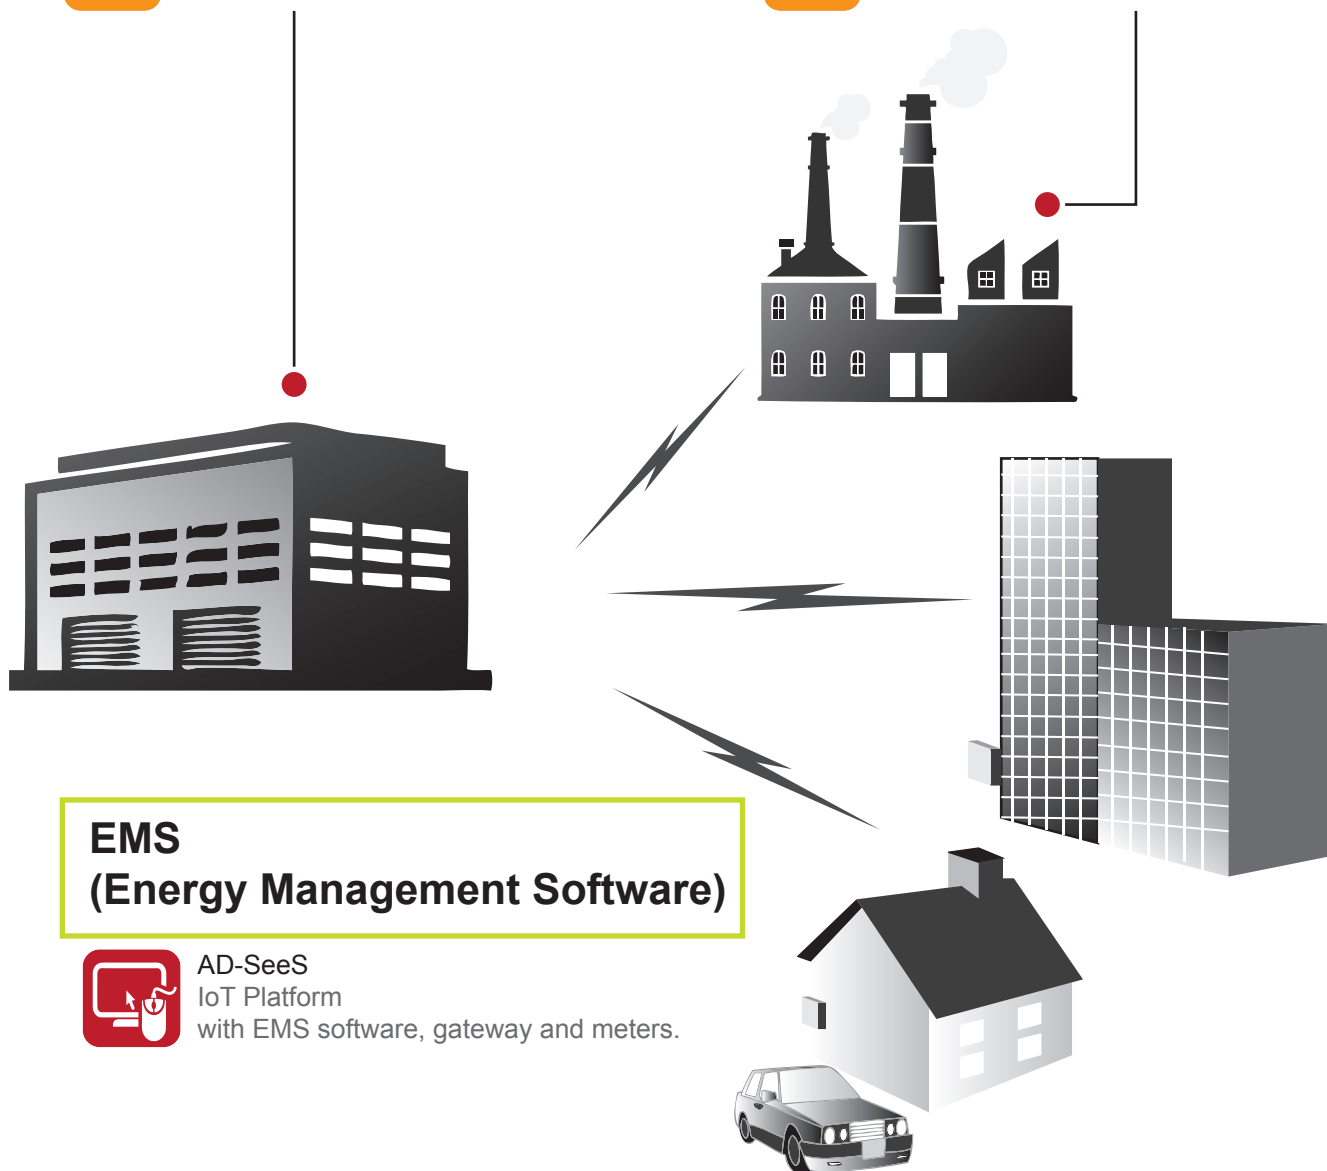 EMS
(Energy Management Software)
AD-SeeS
IoT Platform
with EMS software, gateway and meters.